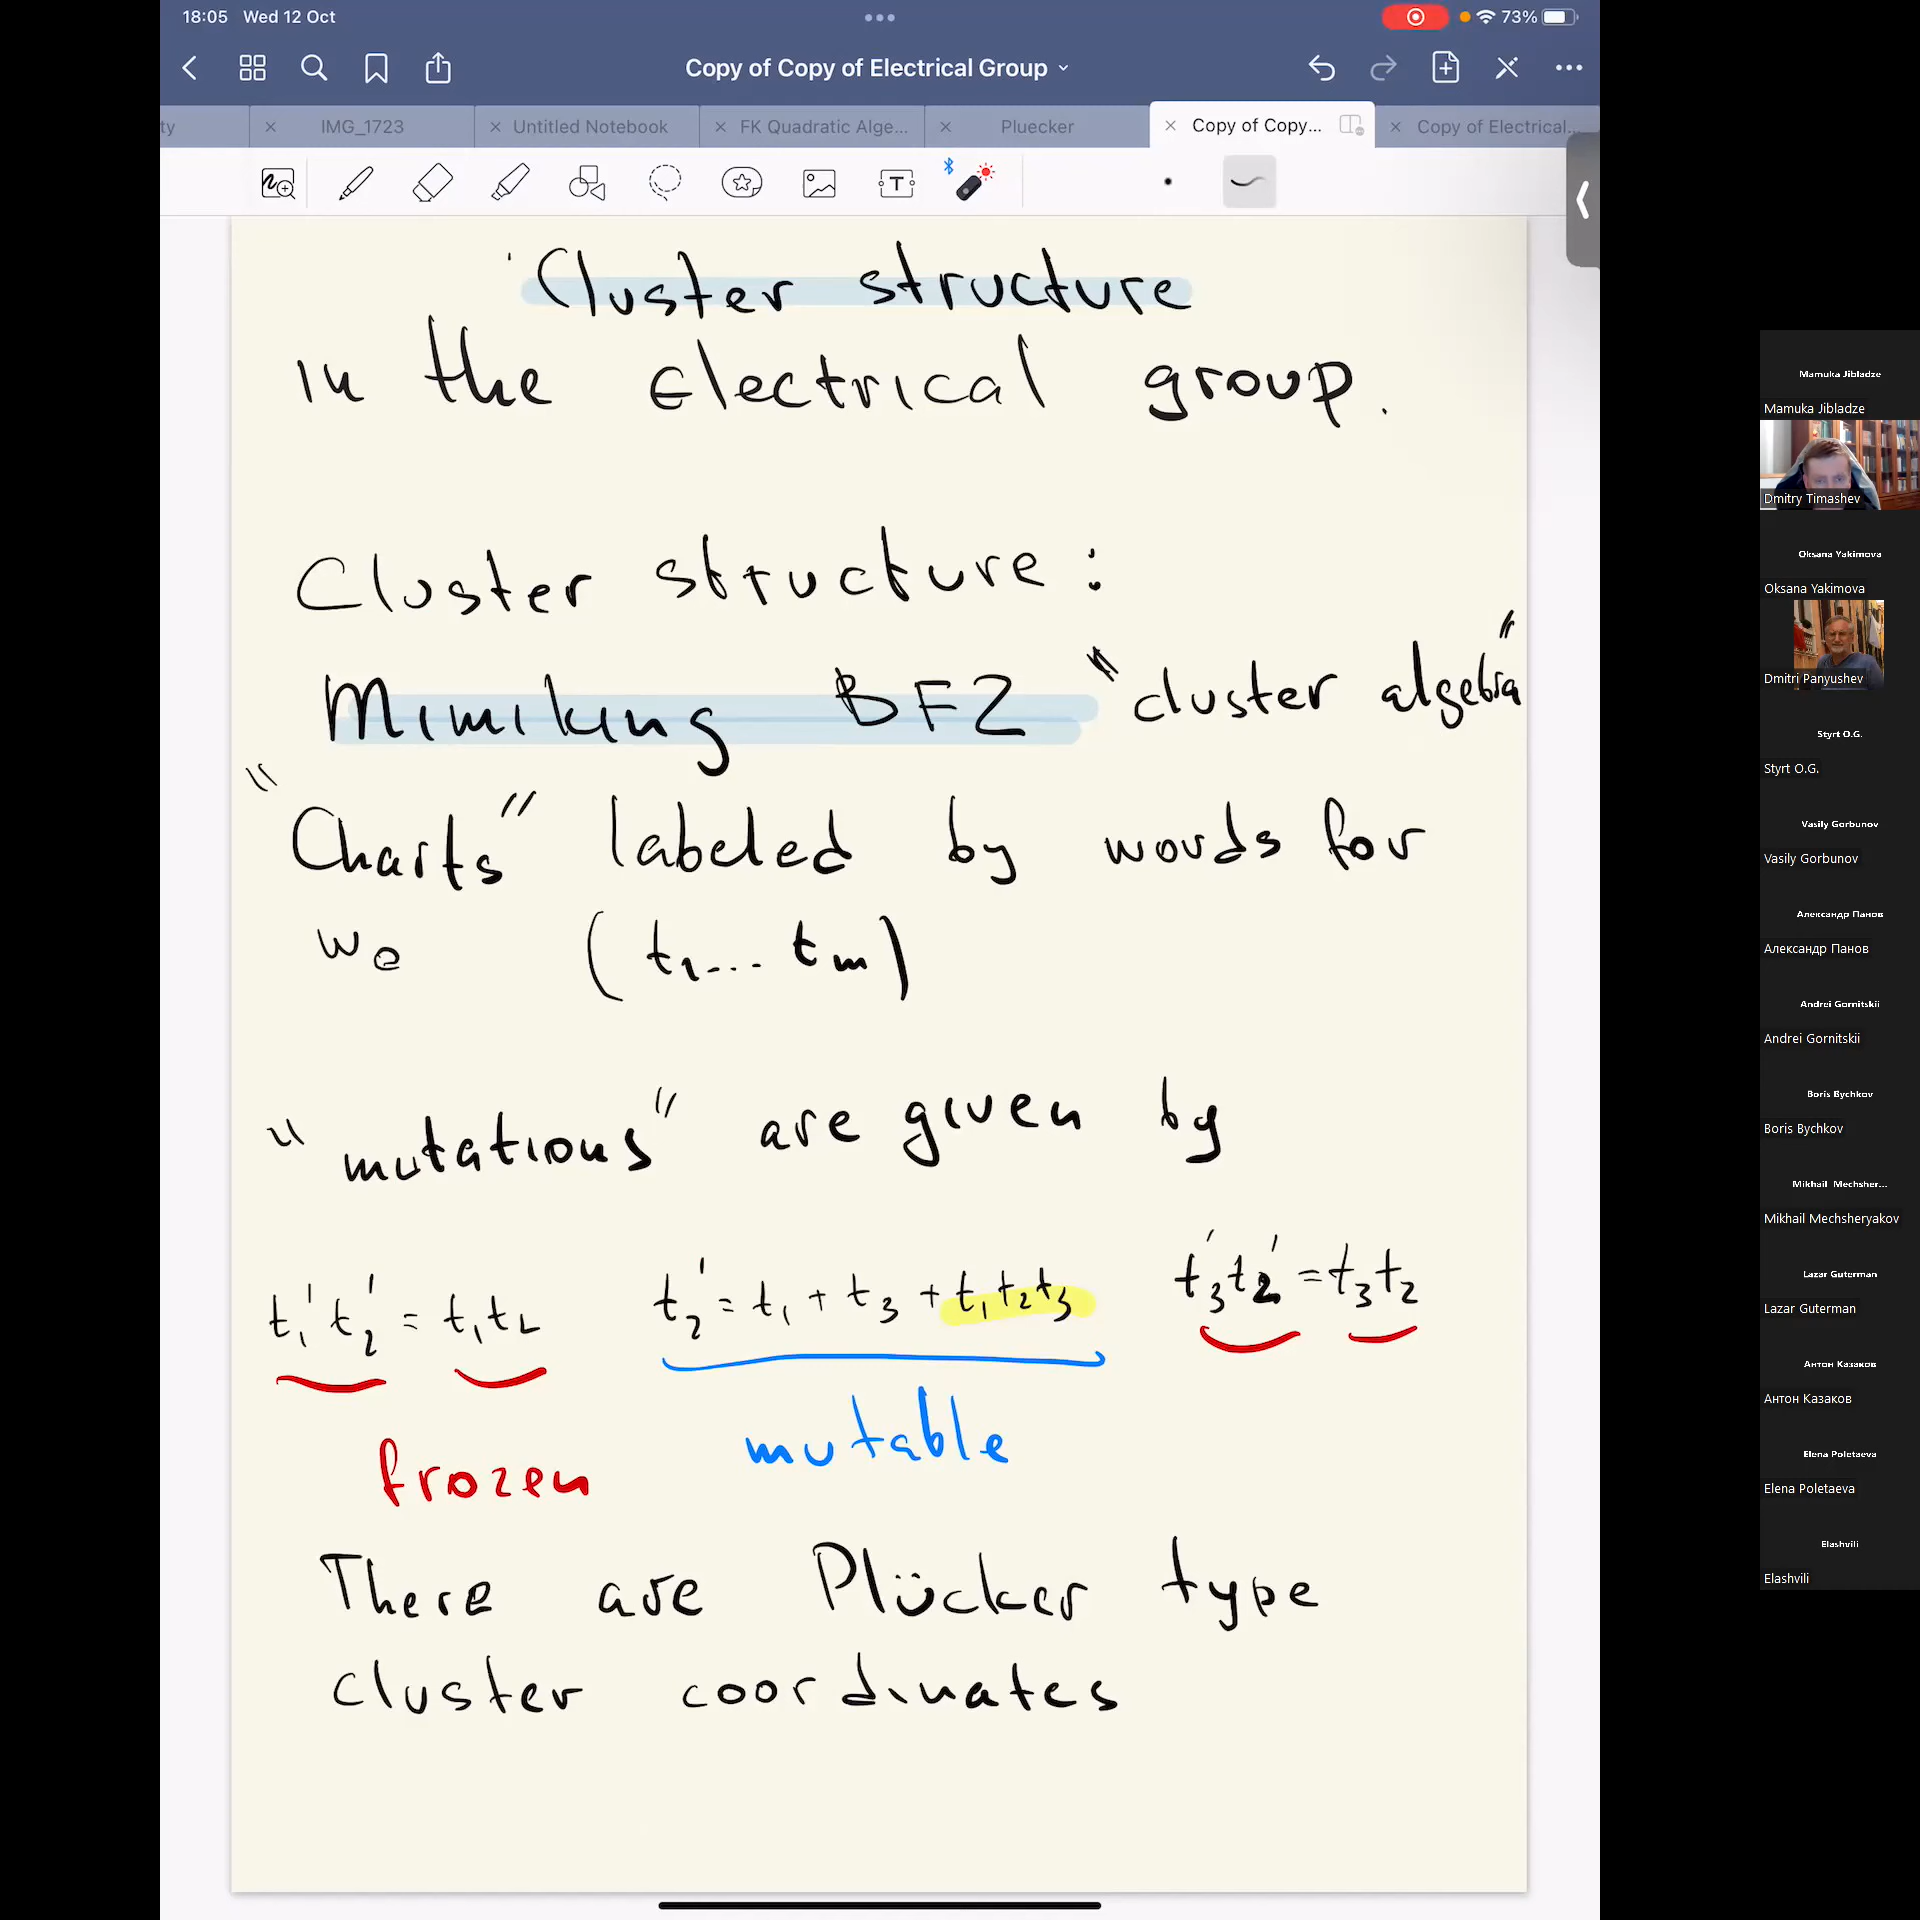 18:05 Wed 12 Oct
73%
Copy of Copy of Electrical Group
ty
IMG_1723
Untitled Notebook
FK Quadratic Alge...
Pluecker
Copy of Copy...
Copy of Electrical...
Cluster structure
in the Electrical group.
Cluster structure :
Mimiking BFZ "cluster algebra"
"Charts" labeled by words for
w₀ (t₁ ... tₘ)
"mutations" are given by
t₁' t₂' = t₁t₂ t₂' = t₁ + t₃ + t₁t₂t₃ t₃'t₂' = t₃t₂
mutable
frozen
There are Plücker type
cluster coordinates
Mamuka Jibladze
Mamuka Jibladze
Dmitry Timashev
Oksana Yakimova
Oksana Yakimova
Dmitri Panyushev
Styrt O.G.
Styrt O.G.
Vasily Gorbunov
Vasily Gorbunov
Александр Панов
Александр Панов
Andrei Gornitskii
Andrei Gornitskii
Boris Bychkov
Boris Bychkov
Mikhail Mechsher...
Mikhail Mechsheryakov
Lazar Guterman
Lazar Guterman
Антон Казаков
Антон Казаков
Elena Poletaeva
Elena Poletaeva
Elashvili
Elashvili